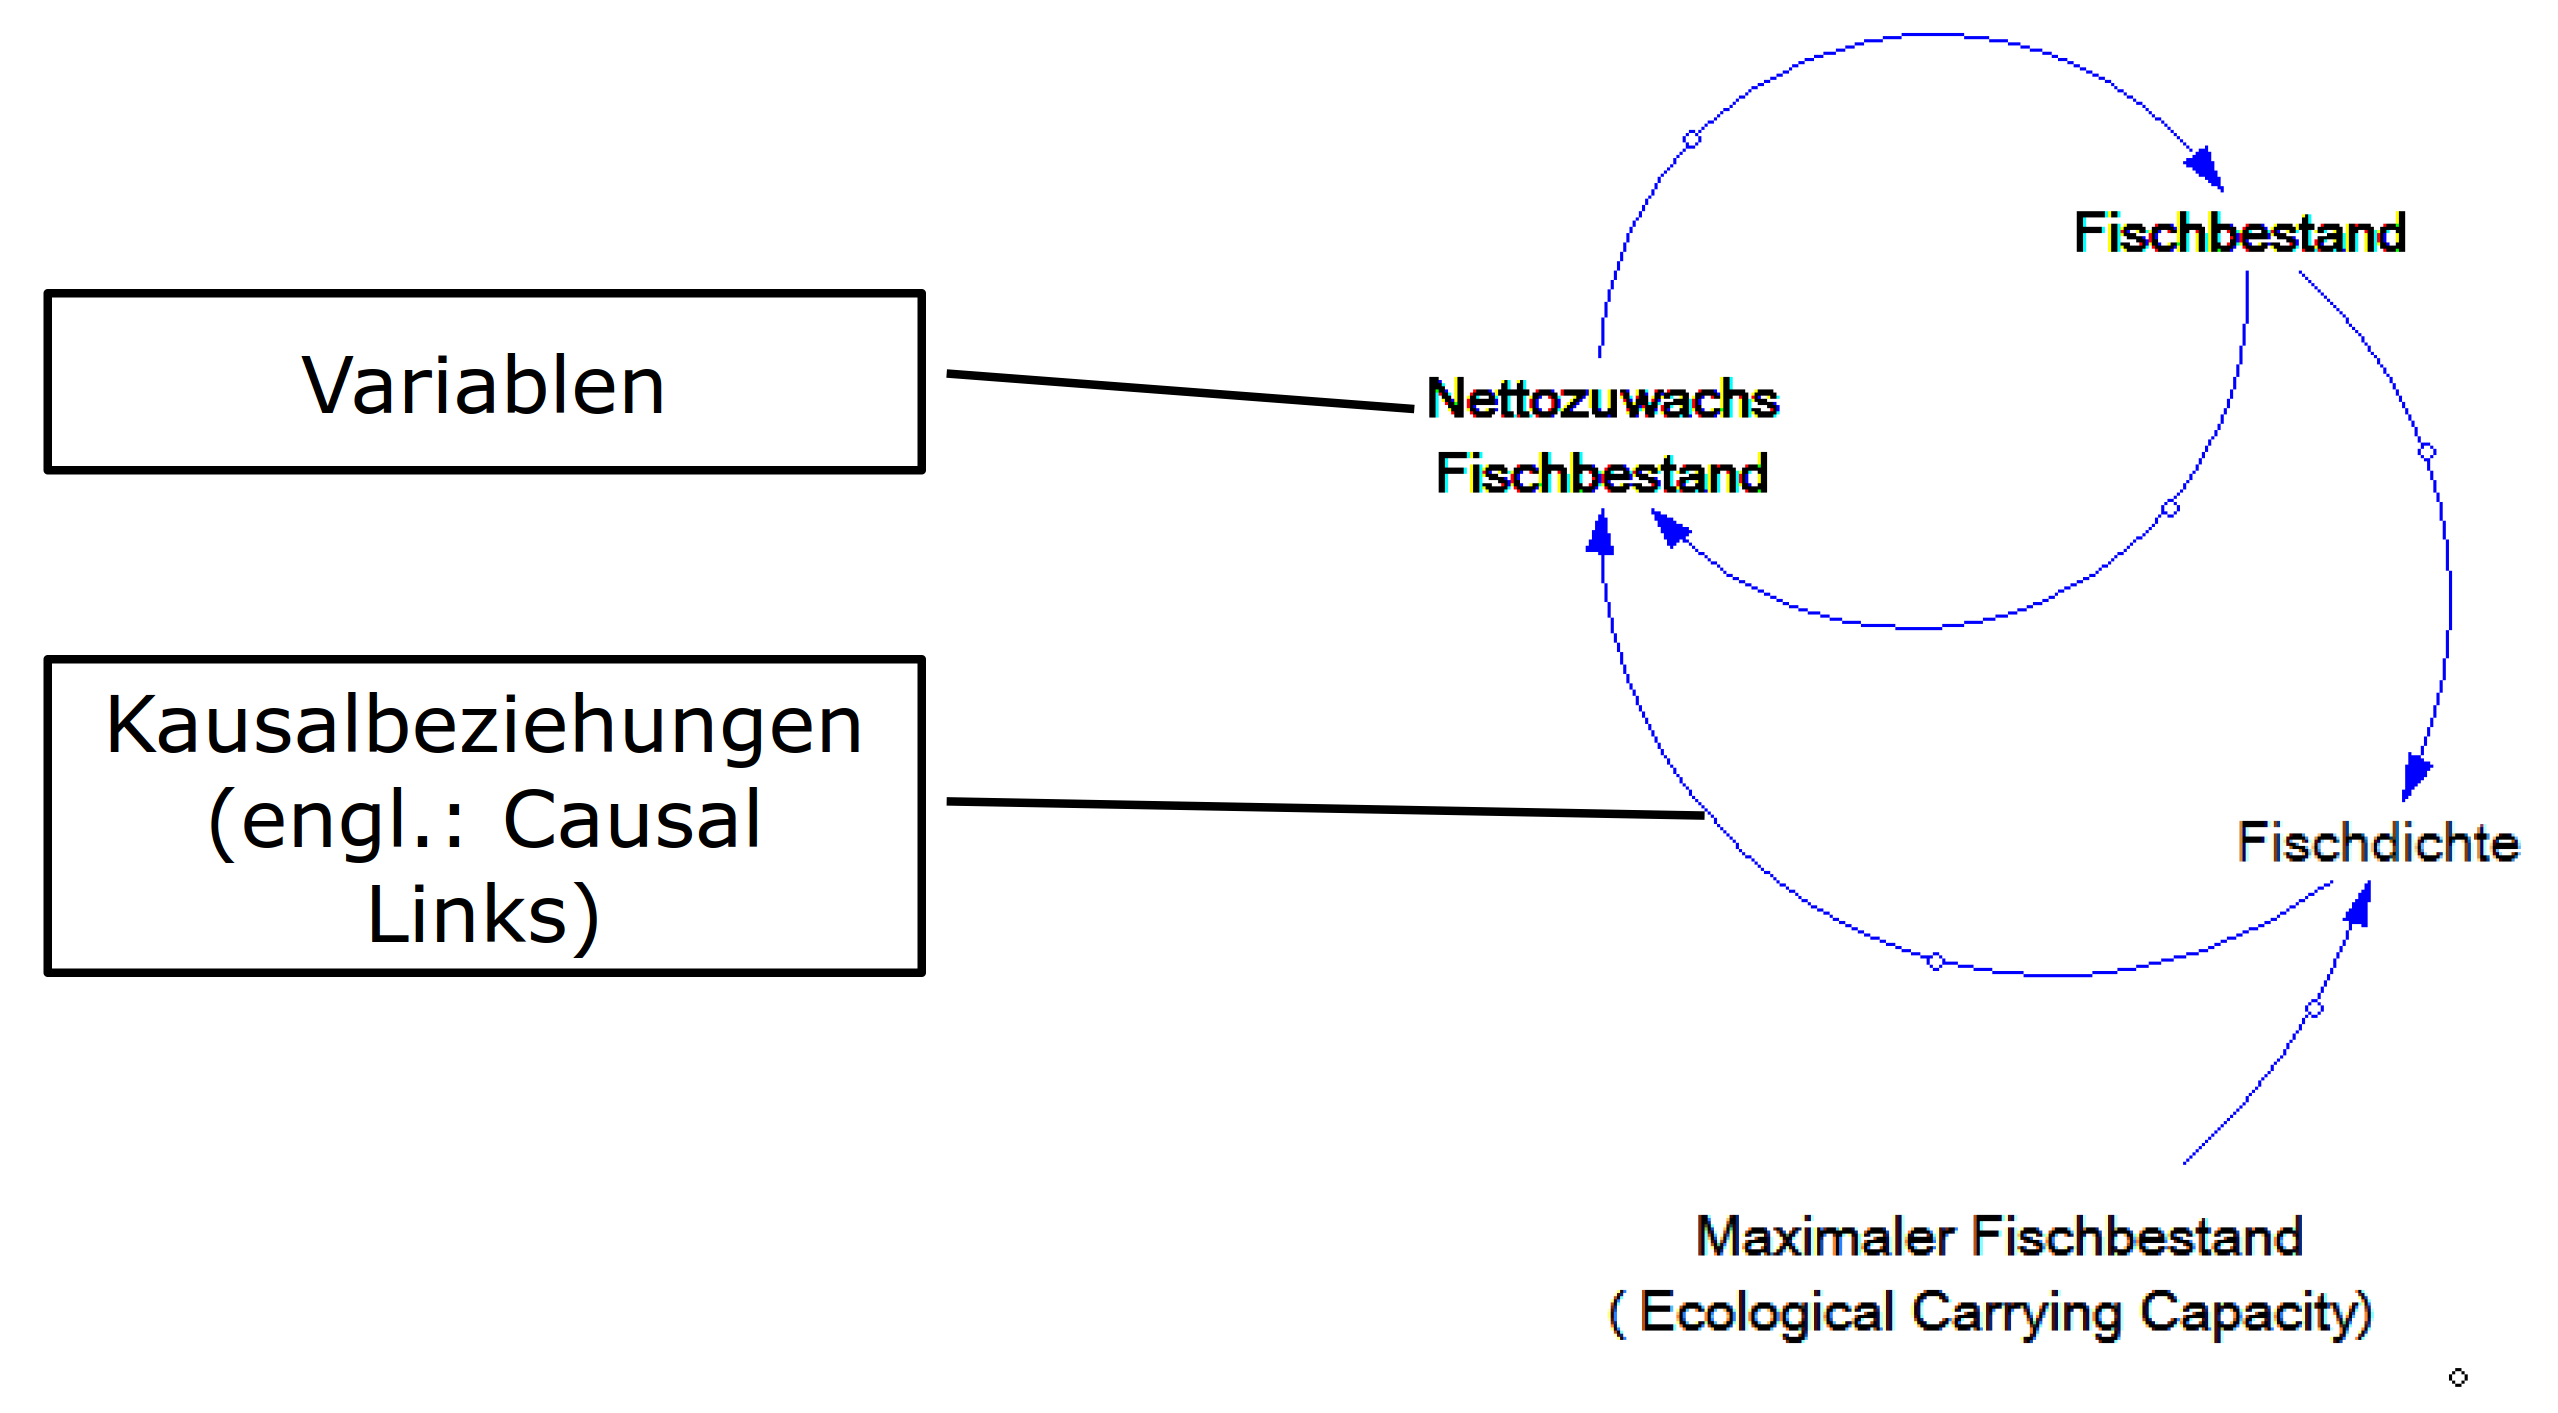 Variablen
Kausalbeziehungen
(engl.: Causal
Links)
Fischbestand
Nettozuwachs
Fischbestand
Fischdichte
Maximaler Fischbestand
( Ecological Carrying Capacity)